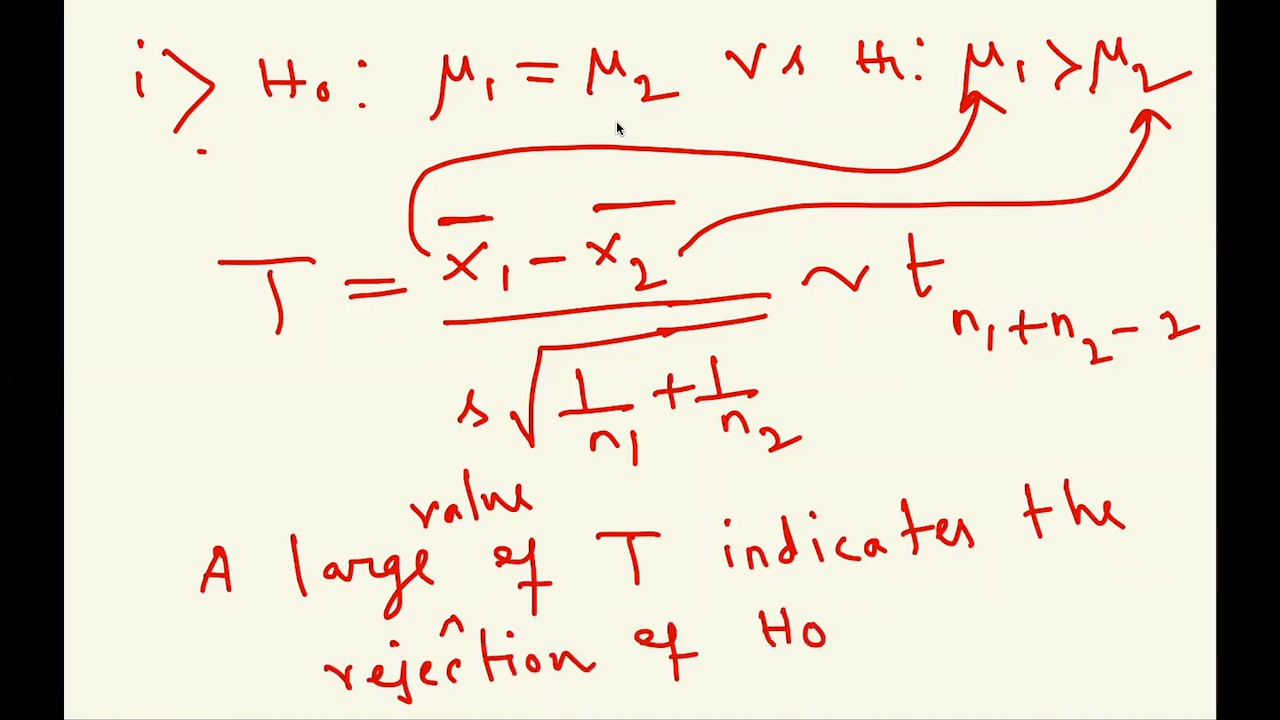 i> H₀: μ₁ = μ₂ vs H₁: μ₁ > μ₂
T = (x̄₁ - x̄₂) / (s √(1/n₁ + 1/n₂)) ~ t n₁+n₂-2
value
A large of T indicates the
rejection of H₀